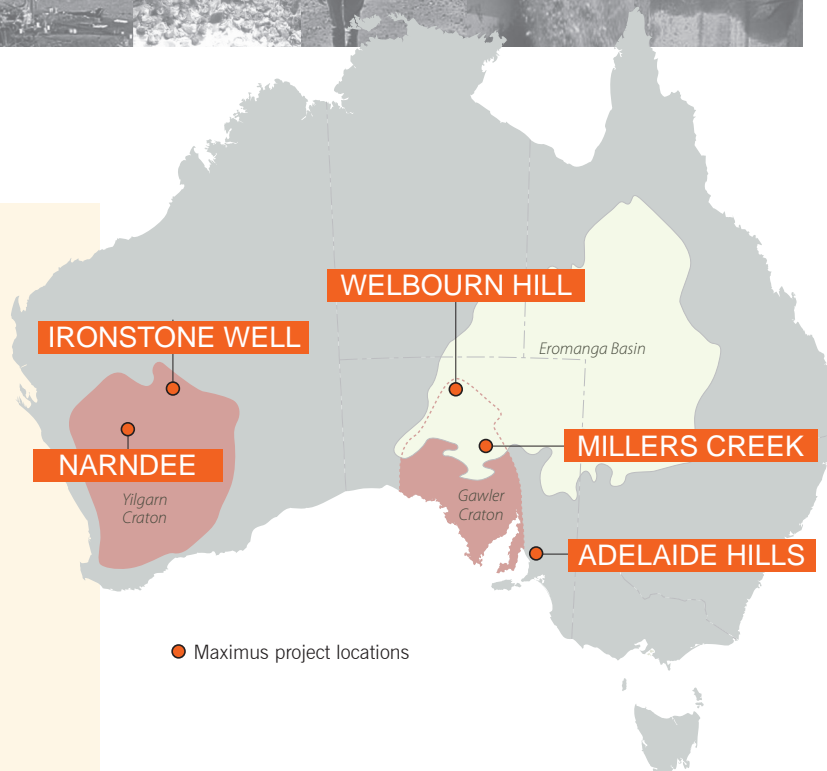 WELBOURN HILL
IRONSTONE WELL
Eromanga Basin
NARNDEE
MILLERS CREEK
Yilgarn
Craton
Gawler
Craton
ADELAIDE HILLS
Maximus project locations